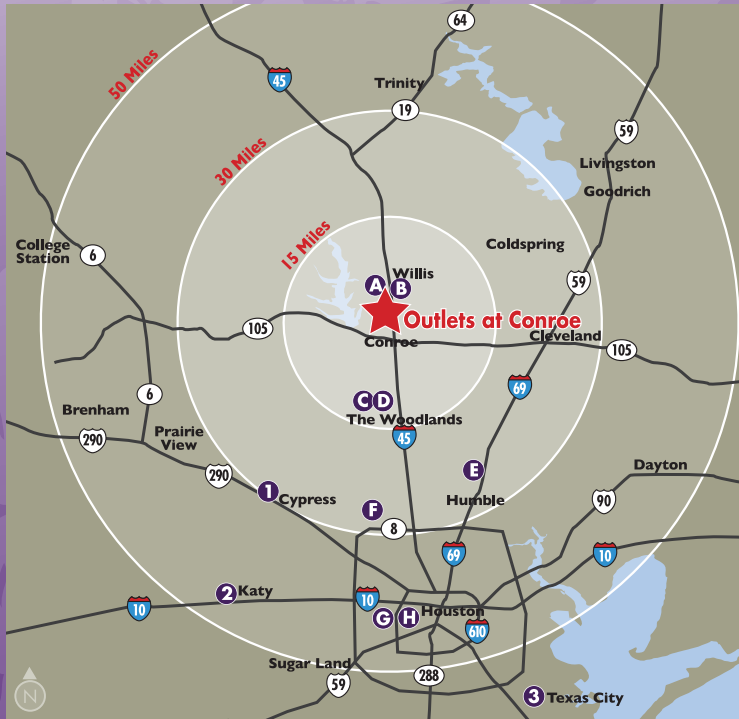 64
50 Miles
45
Trinity
19
59
30 Miles
Livingston
Goodrich
15 Miles
College
Station
6
Coldspring
Willis
A
B
59
Outlets at Conroe
105
Conroe
Cleveland
105
6
69
Brenham
C
D
The Woodlands
290
Prairie
View
45
290
E
Dayton
1
Cypress
Humble
90
F
8
69
10
2
Katy
10
10
G
H
Houston
610
Sugar Land
288
59
3
Texas City
N